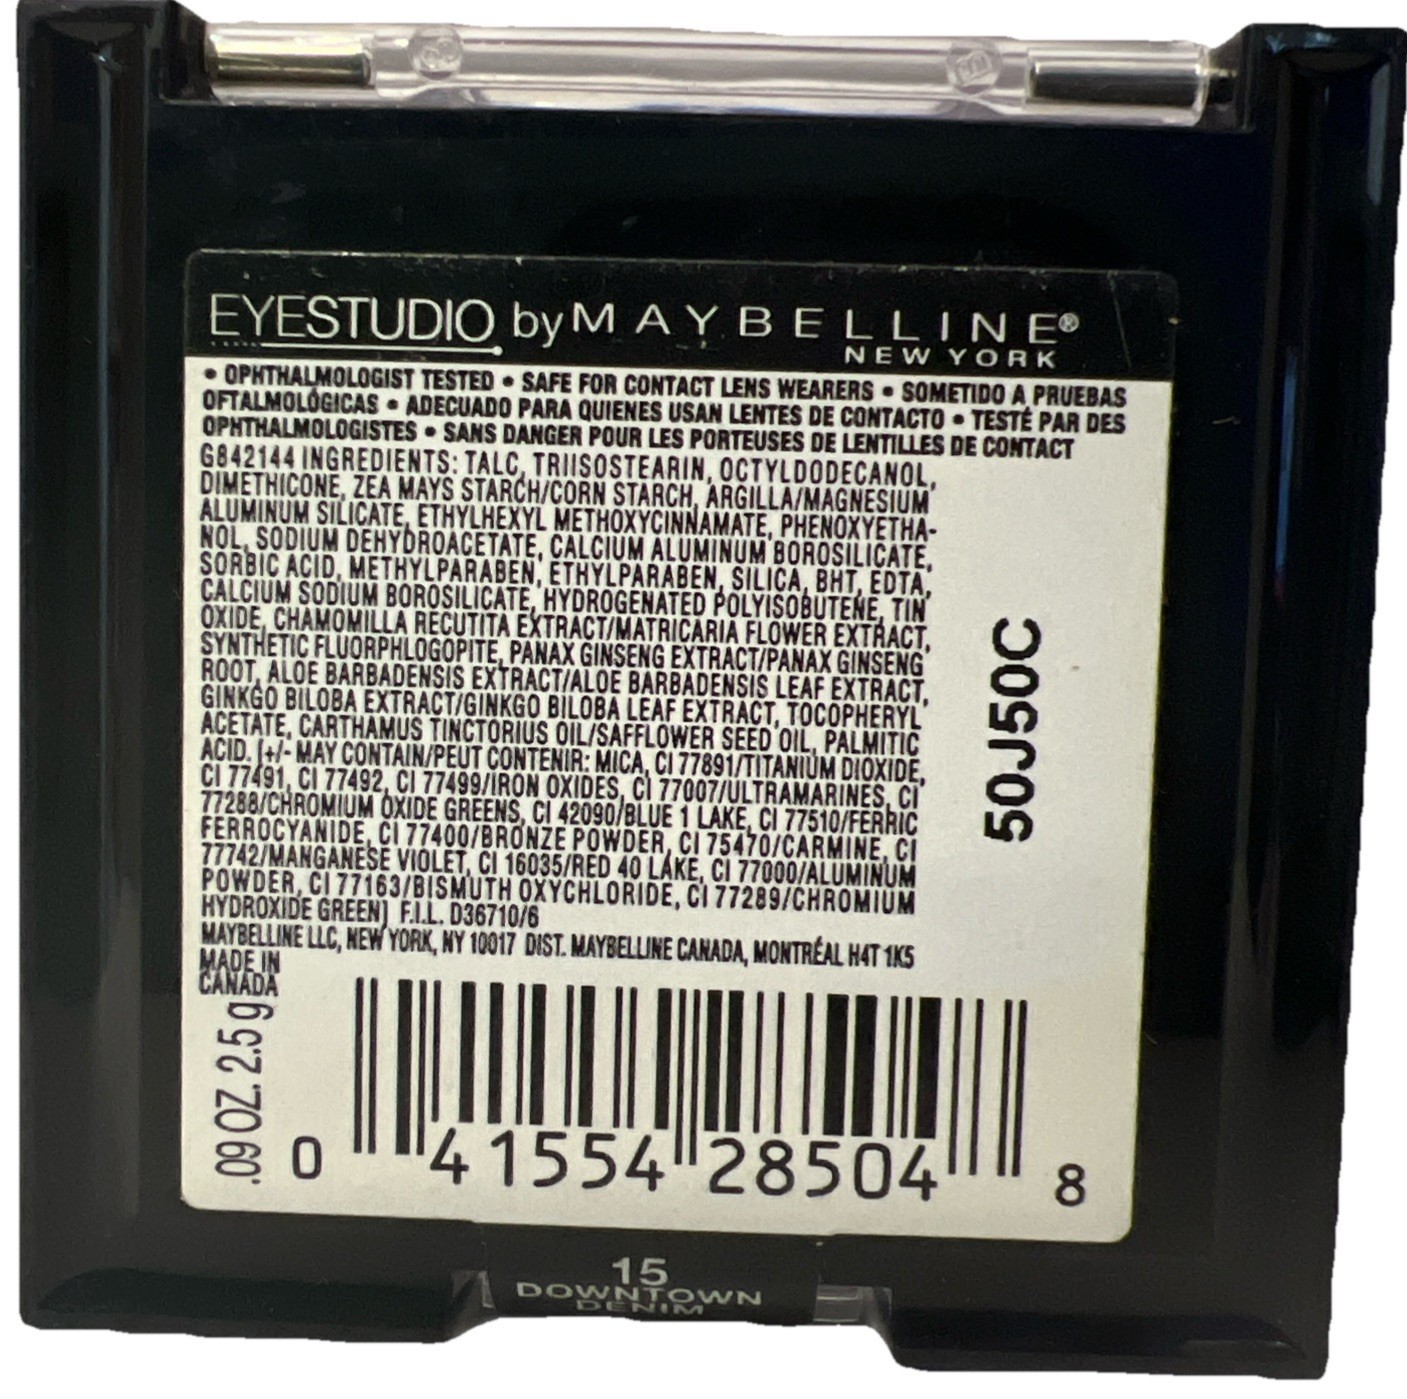 EYESTUDIO by MAYBELLINE®
NEW YORK
• OPHTHALMOLOGIST TESTED • SAFE FOR CONTACT LENS WEARERS • SOMETIDO A PRUEBAS
OFTALMOLÓGICAS • ADECUADO PARA QUIENES USAN LENTES DE CONTACTO • TESTÉ PAR DES
OPHTHALMOLOGISTES • SANS DANGER POUR LES PORTEUSES DE LENTILLES DE CONTACT
G842144 INGREDIENTS: TALC, TRIISOSTEARIN, OCTYLDODECANOL,
DIMETHICONE, ZEA MAYS STARCH/CORN STARCH, ARGILLA/MAGNESIUM
ALUMINUM SILICATE, ETHYLHEXYL METHOXYCINNAMATE, PHENOXYETHA-
NOL, SODIUM DEHYDROACETATE, CALCIUM ALUMINUM BOROSILICATE,
SORBIC ACID, METHYLPARABEN, ETHYLPARABEN, SILICA, BHT, EDTA,
CALCIUM SODIUM BOROSILICATE, HYDROGENATED POLYISOBUTENE, TIN
OXIDE, CHAMOMILLA RECUTITA EXTRACT/MATRICARIA FLOWER EXTRACT,
SYNTHETIC FLUORPHLOGOPITE, PANAX GINSENG EXTRACT/PANAX GINSENG
ROOT, ALOE BARBADENSIS EXTRACT/ALOE BARBADENSIS LEAF EXTRACT,
GINKGO BILOBA EXTRACT/GINKGO BILOBA LEAF EXTRACT, TOCOPHERYL
ACETATE, CARTHAMUS TINCTORIUS OIL/SAFFLOWER SEED OIL, PALMITIC
ACID. [+/- MAY CONTAIN/PEUT CONTENIR: MICA, CI 77891/TITANIUM DIOXIDE,
CI 77491, CI 77492, CI 77499/IRON OXIDES, CI 77007/ULTRAMARINES, CI
77288/CHROMIUM OXIDE GREENS, CI 42090/BLUE 1 LAKE, CI 77510/FERRIC
FERROCYANIDE, CI 77400/BRONZE POWDER, CI 75470/CARMINE, CI
77742/MANGANESE VIOLET, CI 16035/RED 40 LAKE, CI 77000/ALUMINUM
POWDER, CI 77163/BISMUTH OXYCHLORIDE, CI 77289/CHROMIUM
HYDROXIDE GREEN] F.I.L. D36710/6
MAYBELLINE LLC, NEW YORK, NY 10017 DIST. MAYBELLINE CANADA, MONTRÉAL H4T 1K5
MADE IN
CANADA
.09 OZ. 2.5 g
50J50C
0 41554 28504 8
15
DOWNTOWN
DENIM